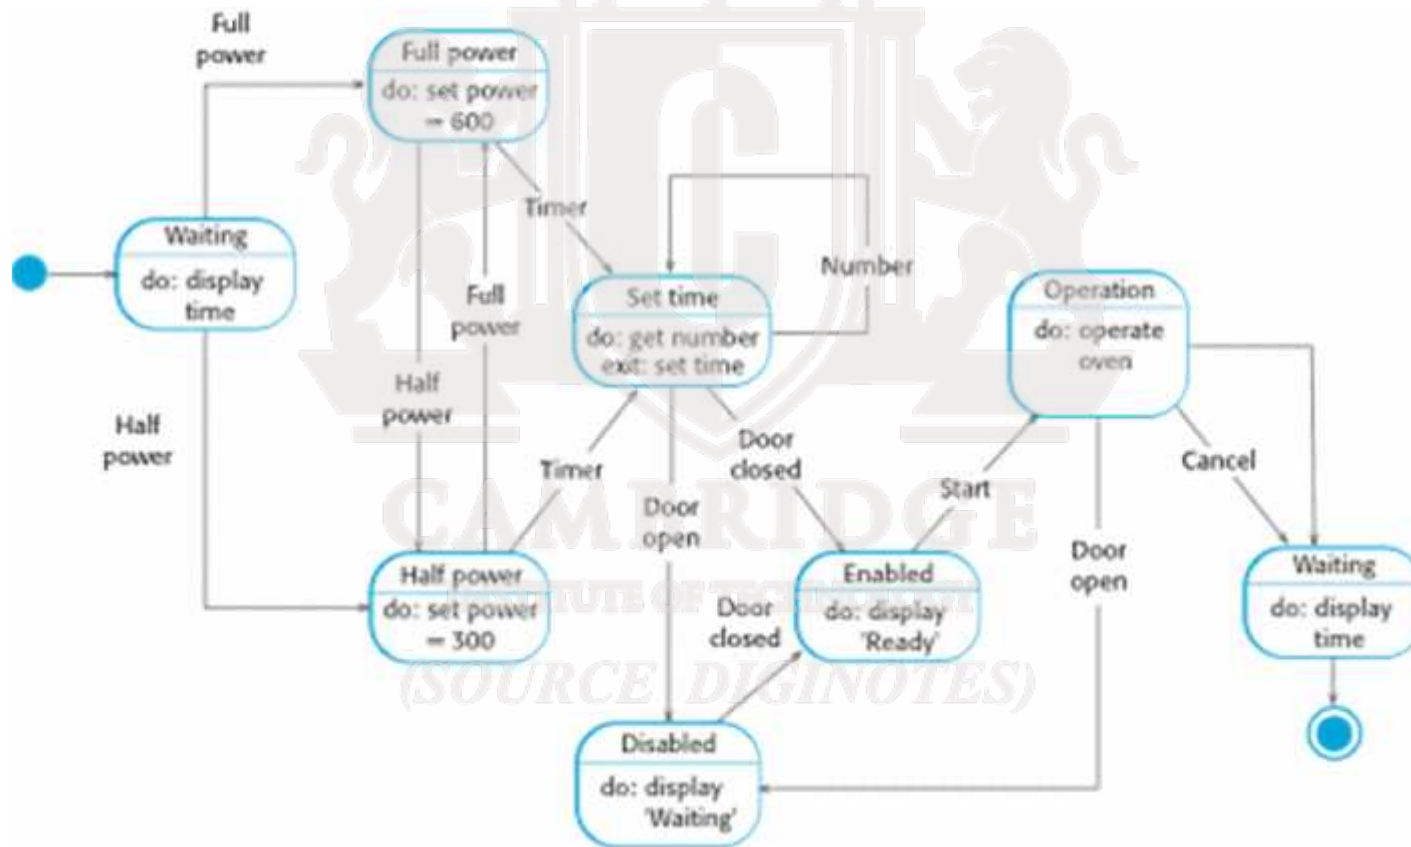 Full
power
Full power
do: set power
= 600
Timer
Waiting
do: display
time
Full
power
Number
Set time
do: get number
exit: set time
Operation
do: operate
oven
Half
power
Half
power
Timer
Door
closed
Cancel
Start
CAMBRIDGE
Door
open
Door
open
Half power
do: set power
= 300
INSTITUTE OF TECHNOLOGY
Door
closed
Enabled
do: display
'Ready'
Waiting
do: display
time
(SOURCE DIGINOTES)
Disabled
do: display
'Waiting'